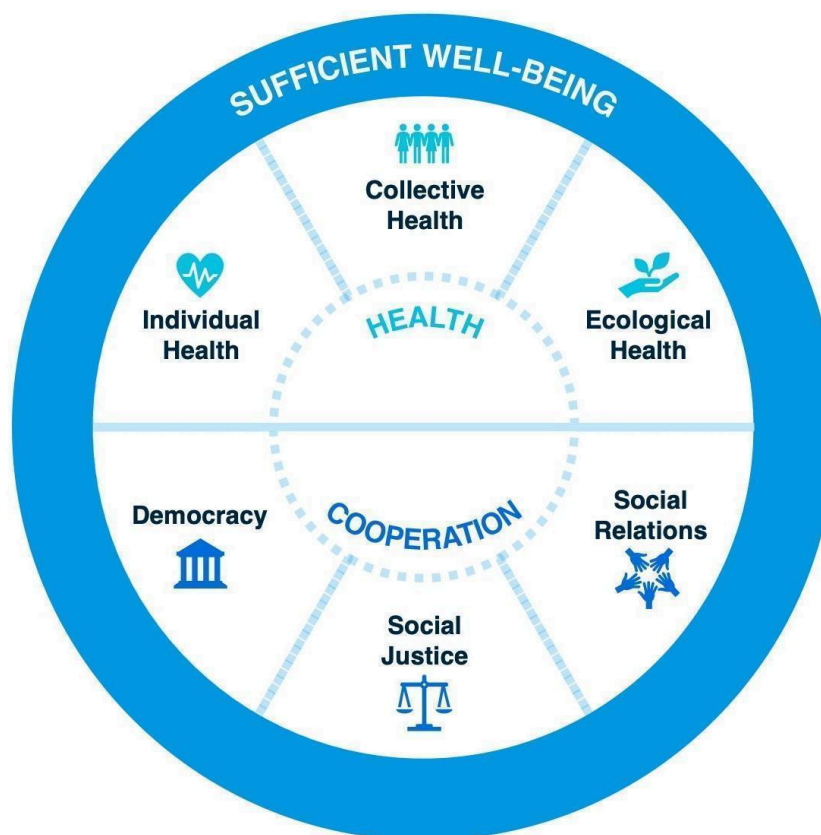 SUFFICIENT WELL-BEING
Collective
Health
Individual
Health
Ecological
Health
HEALTH
COOPERATION
Democracy
Social
Relations
Social
Justice